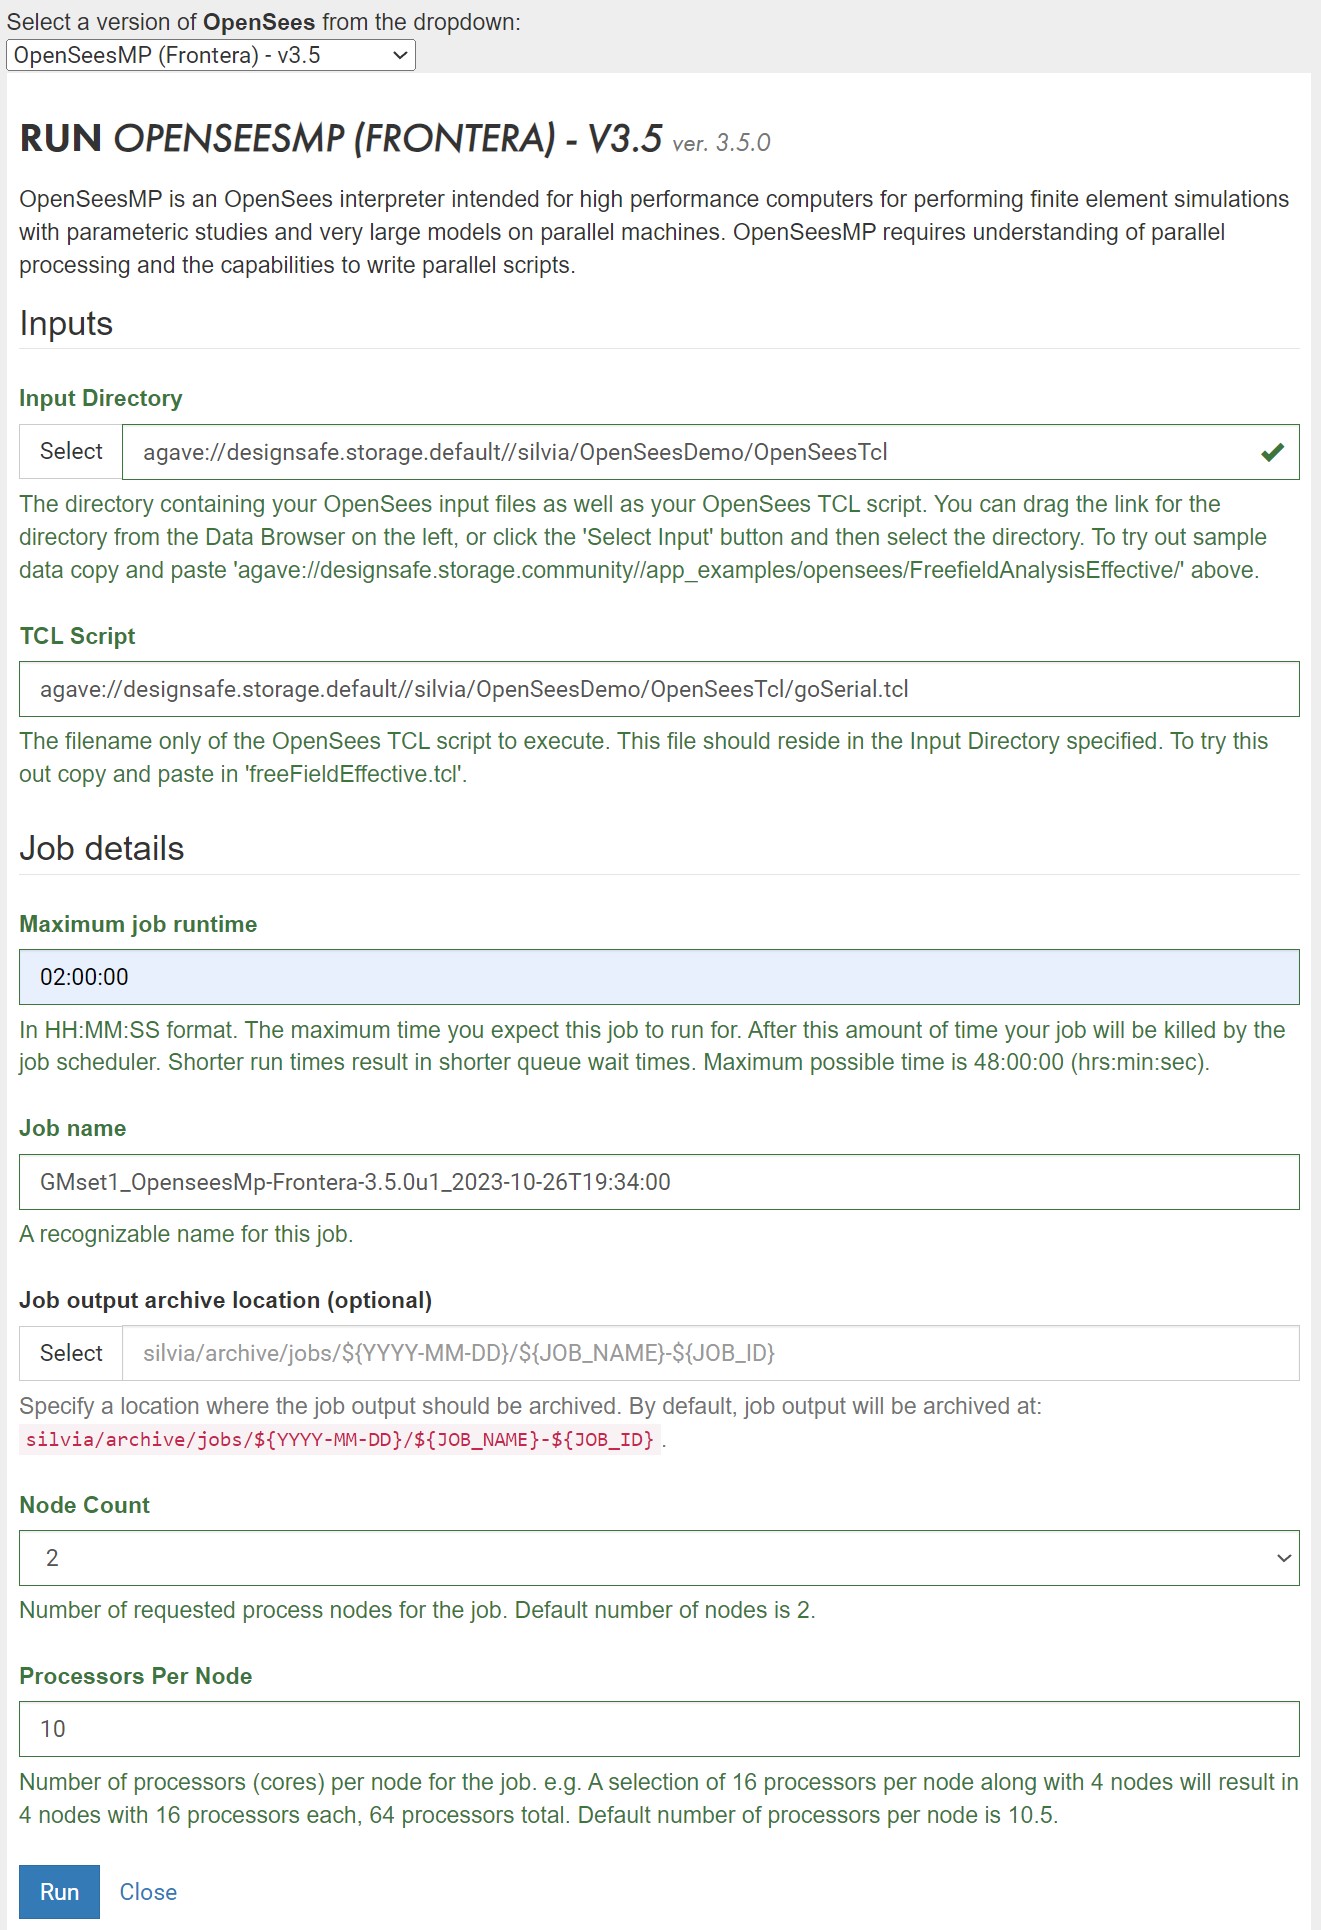 Select a version of OpenSees from the dropdown:
OpenSeesMP (Frontera) - v3.5
RUN OPENSEESMP (FRONTERA) - V3.5 ver. 3.5.0
OpenSeesMP is an OpenSees interpreter intended for high performance computers for performing finite element simulations
with parameteric studies and very large models on parallel machines. OpenSeesMP requires understanding of parallel
processing and the capabilities to write parallel scripts.
Inputs
Input Directory
Select agave://designsafe.storage.default//silvia/OpenSeesDemo/OpenSeesTcl
The directory containing your OpenSees input files as well as your OpenSees TCL script. You can drag the link for the
directory from the Data Browser on the left, or click the 'Select Input' button and then select the directory. To try out sample
data copy and paste 'agave://designsafe.storage.community//app_examples/opensees/FreefieldAnalysisEffective/' above.
TCL Script
agave://designsafe.storage.default//silvia/OpenSeesDemo/OpenSeesTcl/goSerial.tcl
The filename only of the OpenSees TCL script to execute. This file should reside in the Input Directory specified. To try this
out copy and paste in 'freeFieldEffective.tcl'.
Job details
Maximum job runtime
02:00:00
In HH:MM:SS format. The maximum time you expect this job to run for. After this amount of time your job will be killed by the
job scheduler. Shorter run times result in shorter queue wait times. Maximum possible time is 48:00:00 (hrs:min:sec).
Job name
GMset1_OpenseesMp-Frontera-3.5.0u1_2023-10-26T19:34:00
A recognizable name for this job.
Job output archive location (optional)
Select silvia/archive/jobs/${YYYY-MM-DD}/${JOB_NAME}-${JOB_ID}
Specify a location where the job output should be archived. By default, job output will be archived at:
silvia/archive/jobs/${YYYY-MM-DD}/${JOB_NAME}-${JOB_ID} .
Node Count
2
Number of requested process nodes for the job. Default number of nodes is 2.
Processors Per Node
10
Number of processors (cores) per node for the job. e.g. A selection of 16 processors per node along with 4 nodes will result in
4 nodes with 16 processors each, 64 processors total. Default number of processors per node is 10.5.
Run Close